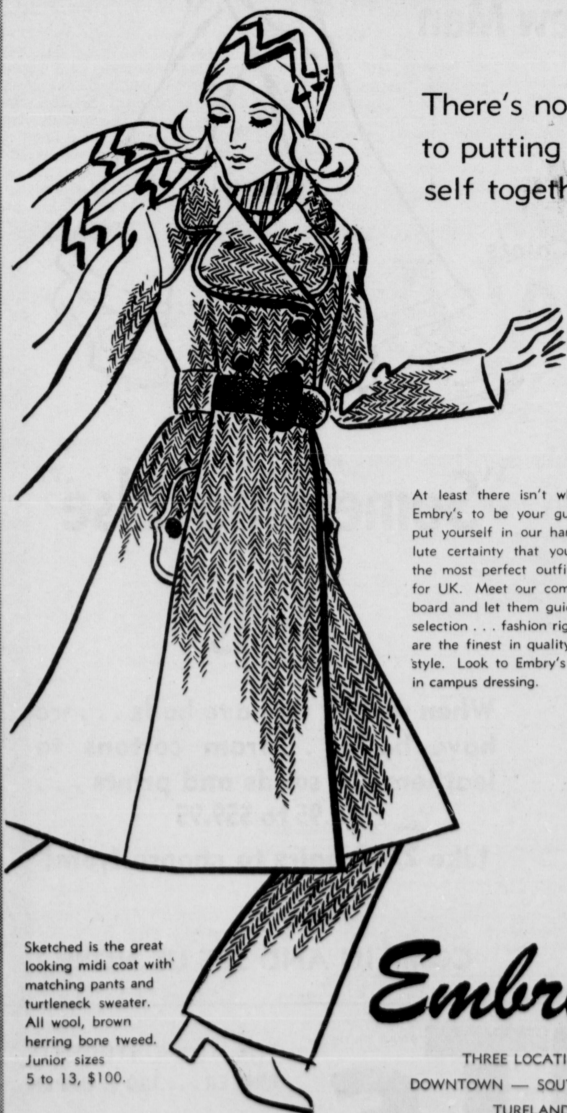 There's no
to putting
self togeth
At least there isn't w
Embry's to be your gu
put yourself in our har
lute certainty that you
the most perfect outfi
for UK. Meet our com
board and let them guid
selection . . . fashion rig
are the finest in quality
style. Look to Embry's
in campus dressing.
Sketched is the great
looking midi coat with
matching pants and
turtleneck sweater.
All wool, brown
herring bone tweed.
Junior sizes
5 to 13, $100.
Embr
THREE LOCATI
DOWNTOWN — SOU
TURFLAND